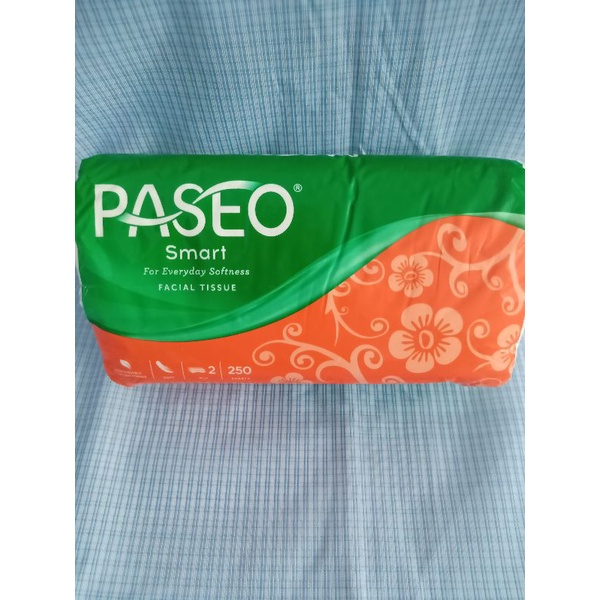 PASEO®
Smart
For Everyday Softness
FACIAL TISSUE
2
250